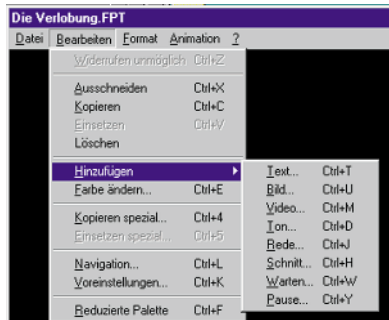 Die Verlobung.FPT
Datei Bearbeiten Format Animation ?
Widerrufen unmöglich Ctrl+Z
Ausschneiden Ctrl+X
Kopieren Ctrl+C
Einsetzen Ctrl+V
Löschen
Hinzufügen
Text... Ctrl+T
Farbe ändern... Ctrl+E
Bild... Ctrl+U
Video... Ctrl+M
Kopieren spezial... Ctrl+4
Ton... Ctrl+D
Einsetzen spezial... Ctrl+5
Rede... Ctrl+J
Navigation... Ctrl+L
Schnitt... Ctrl+H
Voreinstellungen... Ctrl+K
Warten... Ctrl+W
Pause... Ctrl+Y
Reduzierte Palette Ctrl+F